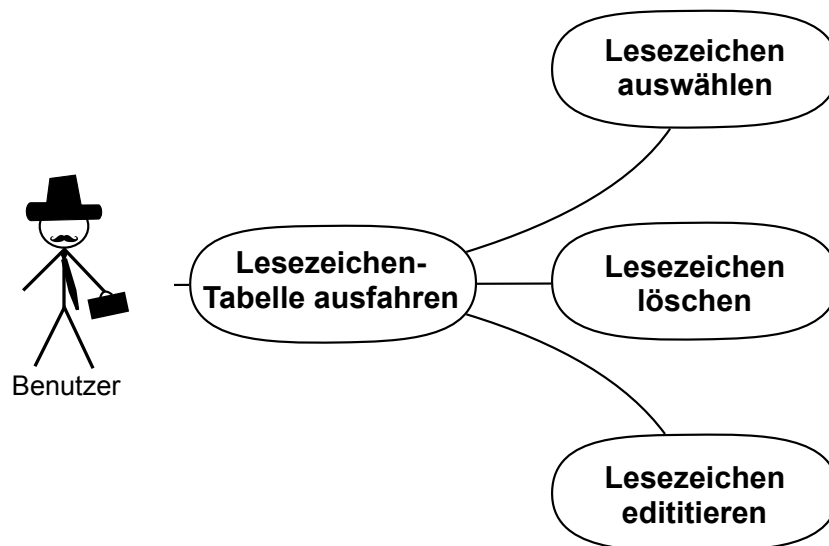 Lesezeichen
auswählen
Lesezeichen-
Tabelle ausfahren
Lesezeichen
löschen
Benutzer
Lesezeichen
edititieren